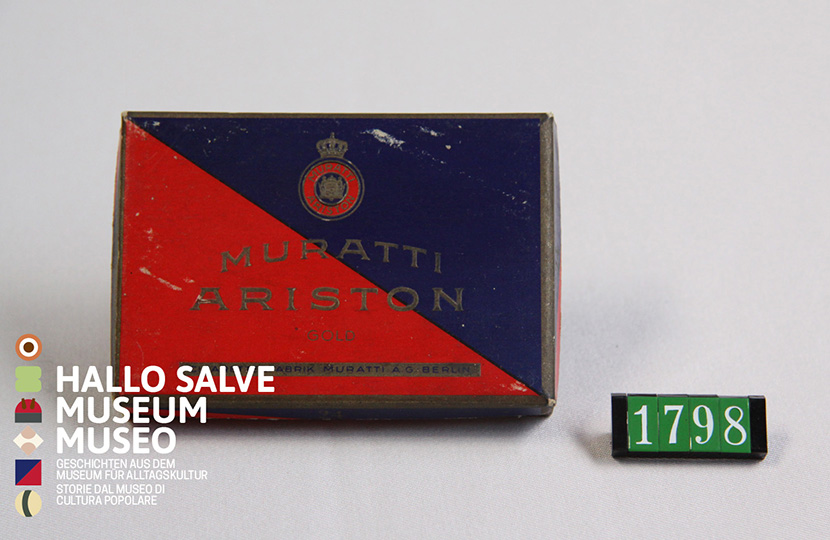 MURATTI
ARISTON
GOLD
FABRIK MURATTI A.G. BERLIN
1798
HALLO SALVE
MUSEUM
MUSEO
GESCHICHTEN AUS DEM
MUSEUM FÜR ALLTAGSKULTUR
STORIE DAL MUSEO DI
CULTURA POPOLARE